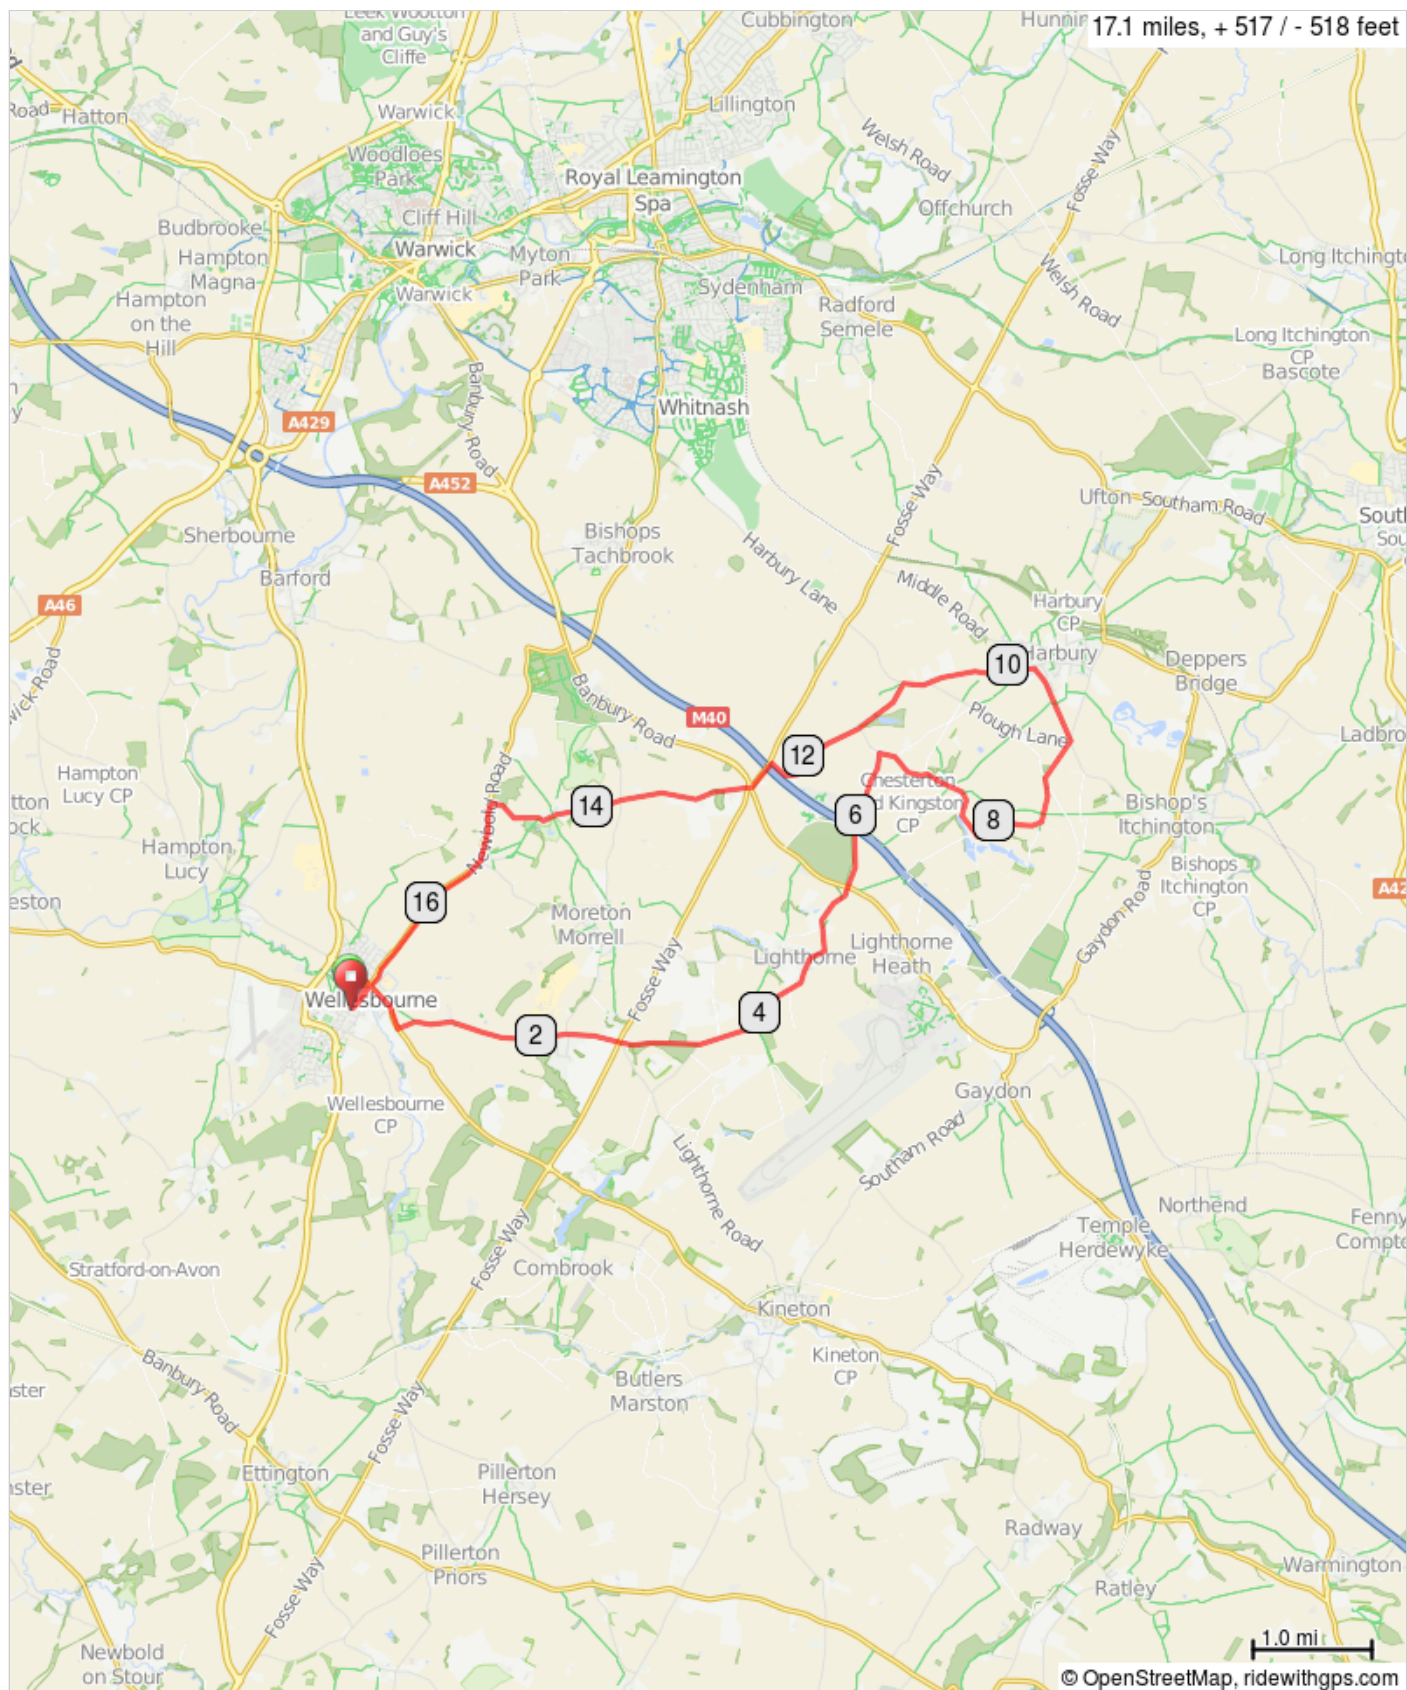 Leek Wootton
and Guy's
Cliffe
Cubbington
17.1 miles, + 517 / - 518 feet
Hatton
Warwick
Lillington
Woodloes
Park
Welsh Road
Fosse Way
Royal Leamington
Spa
Offchurch
Cliff Hill
Budbrooke
Warwick
Myton
Park
Hampton
Magna
Warwick
Sydenham
Welsh Road
Radford
Semele
Hampton
on the
Hill
Long Itchington
CP
Bascote
Banbury Road
Whitnash
A429
A452
Fosse Way
Ufton
Southam Road
Sherbourne
Bishops
Tachbrook
Harbury Lane
Barford
Middle Road
A46
Harbury
CP
Harbury
10
Deppers
Bridge
Banbury Road
M40
Plough Lane
12
Hampton
Lucy CP
Newbold Road
14
Chesterton
CP
6
8
Bishop's
Itchington
Hampton
Lucy
Bishops
Itchington
CP
16
Moreton
Morrell
Gaydon Road
Lighthorne
Lighthorne
Heath
Fosse Way
Wellesbourne
4
2
Wellesbourne
CP
Gaydon
Lighthorne Road
Southam Road
Northend
Temple
Herdewyke
Fosse Way
Stratford-on-Avon
Combrook
Kineton
Kineton
CP
Banbury Road
Butlers
Marston
Fosse Way
Ettington
Pillerton
Hersey
Radway
Pillerton
Priors
Warmington
Fosse Way
Ratley
Newbold
on Stour
1.0 mi
© OpenStreetMap, ridewithgps.com